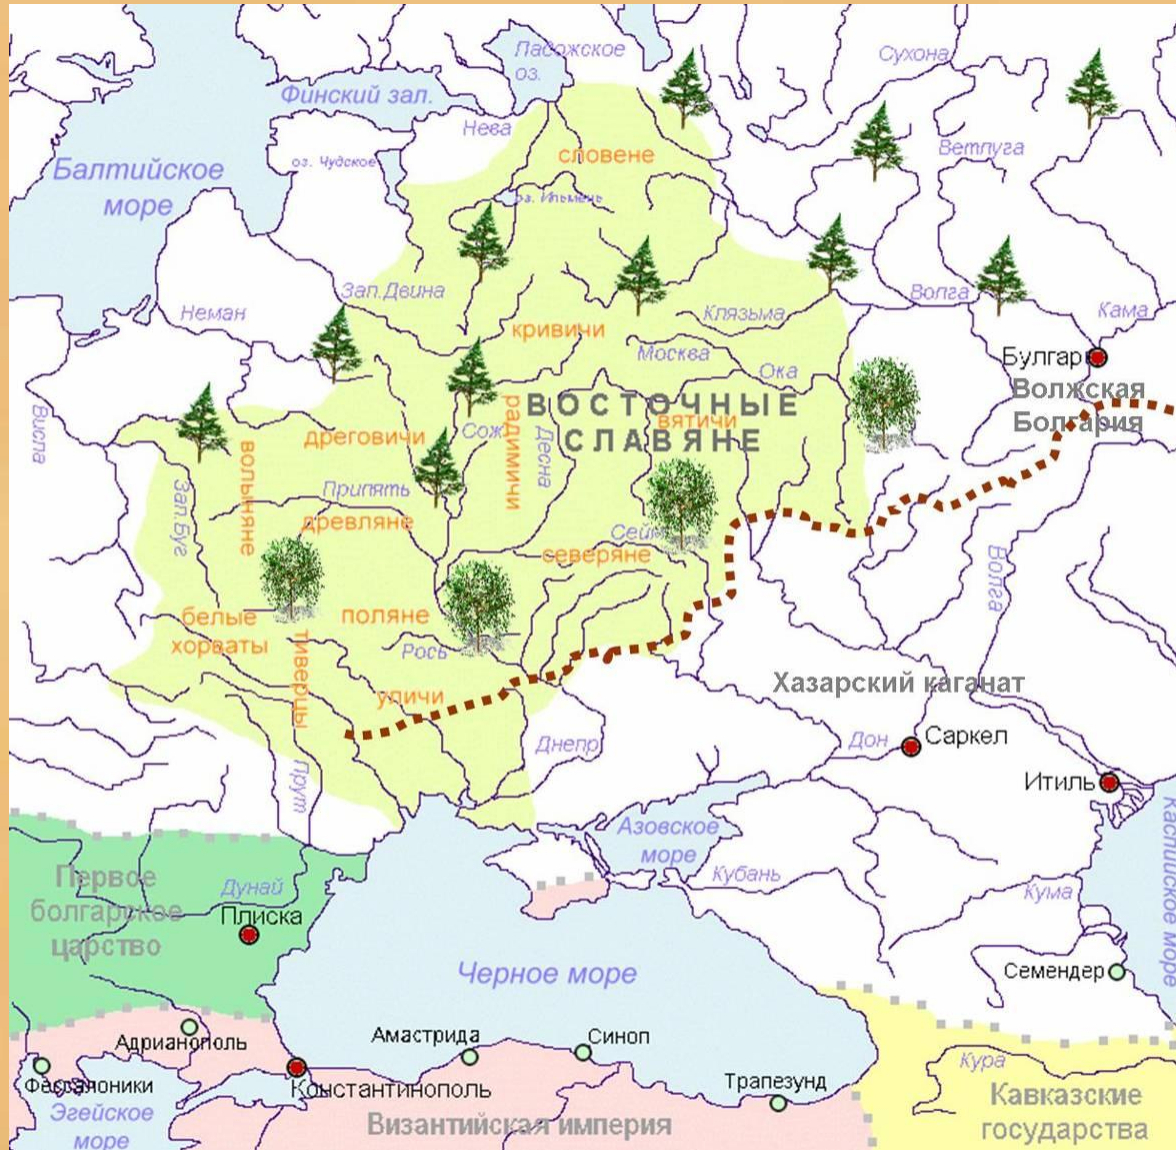 Ладожское
оз.
Сухона
Финский зал.
Нева
словене
Ветлуга
оз. Чудское
Балтийское
море
оз. Ильмень
Зап.Двина
Неман
Волга
Клязьма
Кама
кривичи
Москва
Булгар
Ока
Волжская
Болгария
ВОСТОЧНЫЕ
СЛАВЯНЕ
вятичи
радимичи
Висла
дреговичи
Сож
Десна
волыняне
Зап.Буг
Припять
древляне
Сейм
северяне
Волга
белые
хорваты
поляне
Рось
тиверцы
уличи
Хазарский каганат
Днепр
Дон
Саркел
Итиль
Прут
Азовское
море
Каспийское море
Кубань
Кума
Первое
болгарское
царство
Дунай
Плиска
Черное море
Семендер
Адрианополь
Амастрида
Синоп
Фессалоники
Константинополь
Трапезунд
Кура
Эгейское
море
Византийская империя
Кавказские
государства